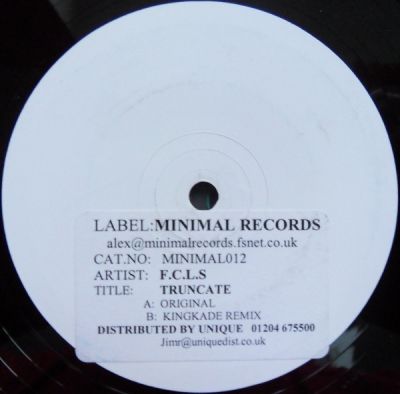 LABEL:MINIMAL RECORDS
alex@minimalrecords.fsnet.co.uk
CAT.NO: MINIMAL012
ARTIST: F.C.L.S
TITLE: TRUNCATE
A: ORIGINAL
B: KINGKADE REMIX
DISTRIBUTED BY UNIQUE 01204 675500
Jimr@uniquedist.co.uk